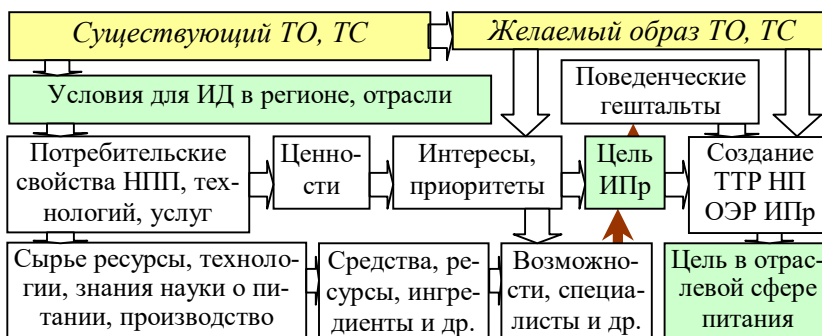 Существующий ТО, ТС
Желаемый образ ТО, ТС
Условия для ИД в регионе, отрасли
Поведенческие
гештальты
Потребительские
свойства НПП, тех-
нологий, услуг
Ценно-
сти
Интересы,
приоритеты
Цель
ИПр
Создание
ТТР НП
ОЭР ИПр
Сырье ресурсы, техноло-
гии, знания науки о пи-
тании, производство
Средства, ре-
сурсы, ингре-
диенты и др.
Возможно-
сти, специа-
листы и др.
Цель в отрас-
левой сфере
питания